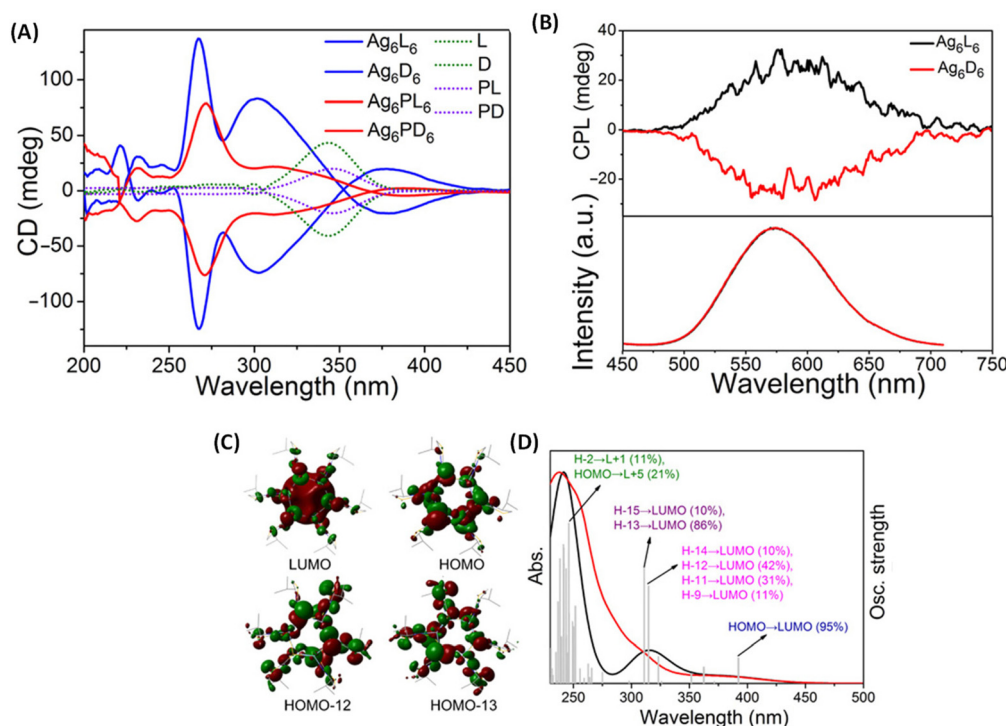 (A)
Ag₆L₆
Ag₆D₆
Ag₆PL₆
Ag₆PD₆
L
D
PL
PD
CD (mdeg)
100
50
0
−50
−100
200 250 300 350 400 450
Wavelength (nm)
(B)
Ag₆L₆
Ag₆D₆
CPL (mdeg)
40
20
0
−20
Intensity (a.u.)
450 500 550 600 650 700 750
Wavelength (nm)
(C)
LUMO
HOMO
HOMO-12
HOMO-13
(D)
H-2→L+1 (11%),
HOMO→L+5 (21%)
H-15→LUMO (10%),
H-13→LUMO (86%)
H-14→LUMO (10%),
H-12→LUMO (42%)
H-11→LUMO (31%),
H-9→LUMO (11%)
HOMO→LUMO (95%)
Abs.
Osc. strength
250 300 350 400 450 500
Wavelength (nm)